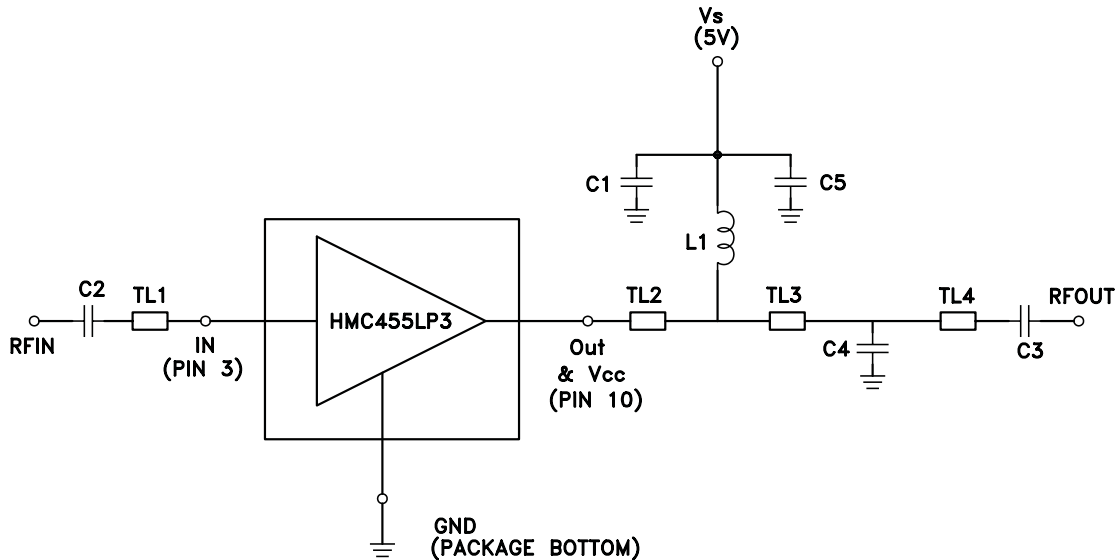 Vs
(5V)
C1
C5
L1
C2
TL1
TL2
TL3
TL4
RFOUT
RFIN
IN
(PIN 3)
HMC455LP3
Out
& Vcc
(PIN 10)
C4
C3
GND
(PACKAGE BOTTOM)